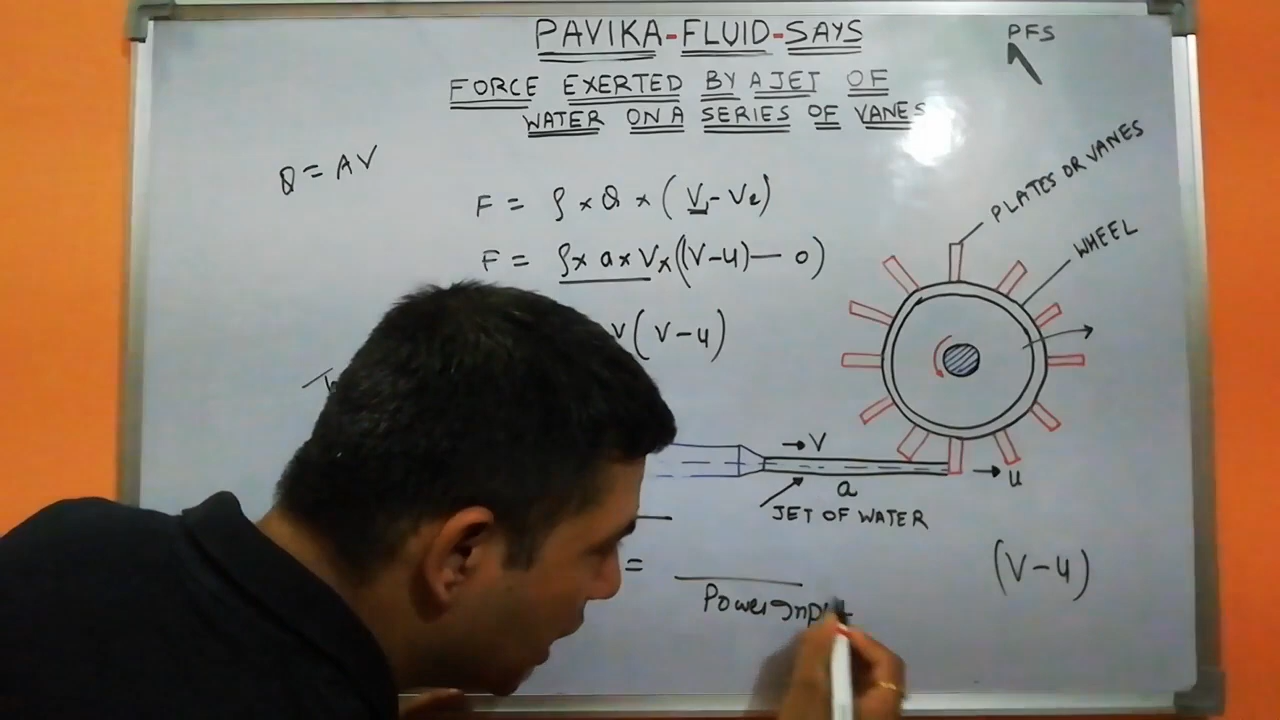 PAVIKA-FLUID-SAYS
PFS
FORCE EXERTED BY A JET OF
WATER ON A SERIES OF VANES
Q = AV
F = ρ × Q × (V₁ - V₂)
F = ρ × a × V × ((V-u) — 0)
V(V-u)
PLATES OR VANES
WHEEL
V
a
u
JET OF WATER
=
Power Input
(V-u)